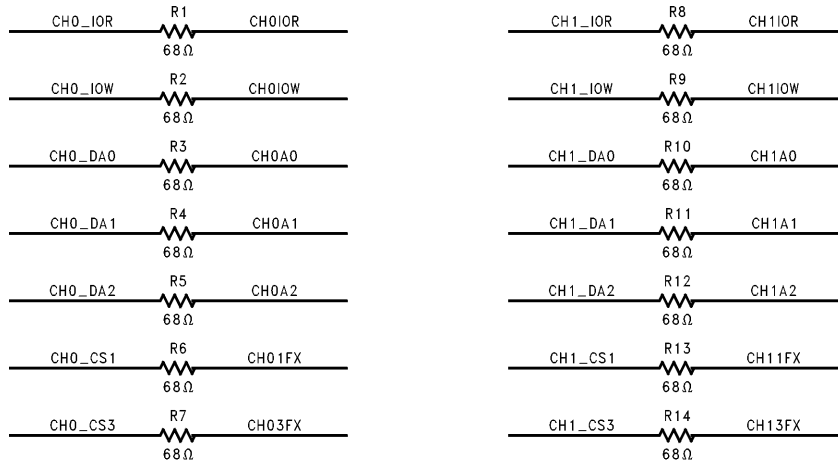 CH0_IOR R1 CH0IOR
68Ω
CH0_IOW R2 CH0IOW
68Ω
CH0_DA0 R3 CH0A0
68Ω
CH0_DA1 R4 CH0A1
68Ω
CH0_DA2 R5 CH0A2
68Ω
CH0_CS1 R6 CH01FX
68Ω
CH0_CS3 R7 CH03FX
68Ω
CH1_IOR R8 CH1IOR
68Ω
CH1_IOW R9 CH1IOW
68Ω
CH1_DA0 R10 CH1A0
68Ω
CH1_DA1 R11 CH1A1
68Ω
CH1_DA2 R12 CH1A2
68Ω
CH1_CS1 R13 CH11FX
68Ω
CH1_CS3 R14 CH13FX
68Ω